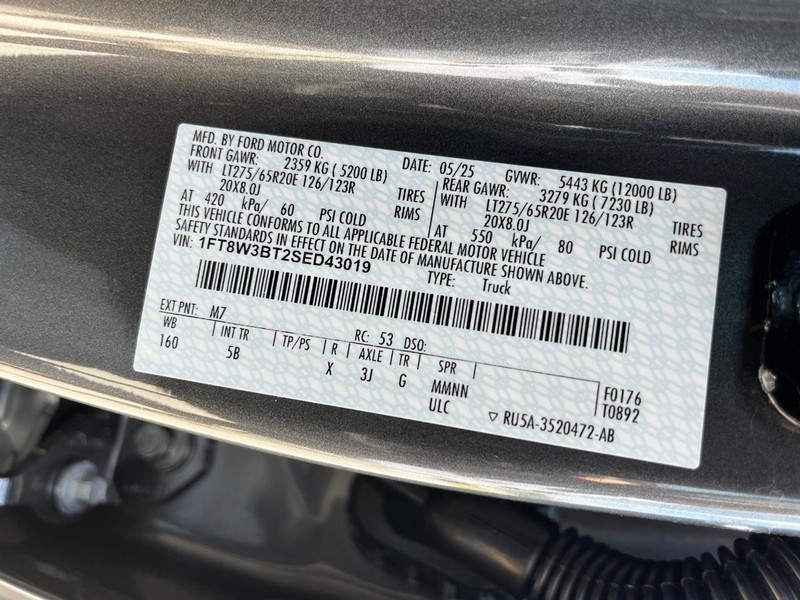 MFD. BY FORD MOTOR CO. DATE: 05/25 GVWR: 5443 KG (12000 LB)
FRONT GAWR: 2359 KG ( 5200 LB) REAR GAWR: 3279 KG ( 7230 LB)
WITH LT275/65R20E 126/123R TIRES WITH LT275/65R20E 126/123R TIRES
20X8.0J RIMS 20X8.0J RIMS
AT 420 kPa/ 60 PSI COLD AT 550 kPa/ 80 PSI COLD
THIS VEHICLE CONFORMS TO ALL APPLICABLE FEDERAL MOTOR VEHICLE
SAFETY STANDARDS IN EFFECT ON THE DATE OF MANUFACTURE SHOWN ABOVE.
VIN: 1FT8W3BT2SED43019 TYPE: Truck
EXT PNT: M7 RC: 53 DSO:
WB INT TR TP/PS R AXLE TR SPR
160 5B X 3J G MMNN F0176
ULC T0892
▽ RU5A-3520472-AB